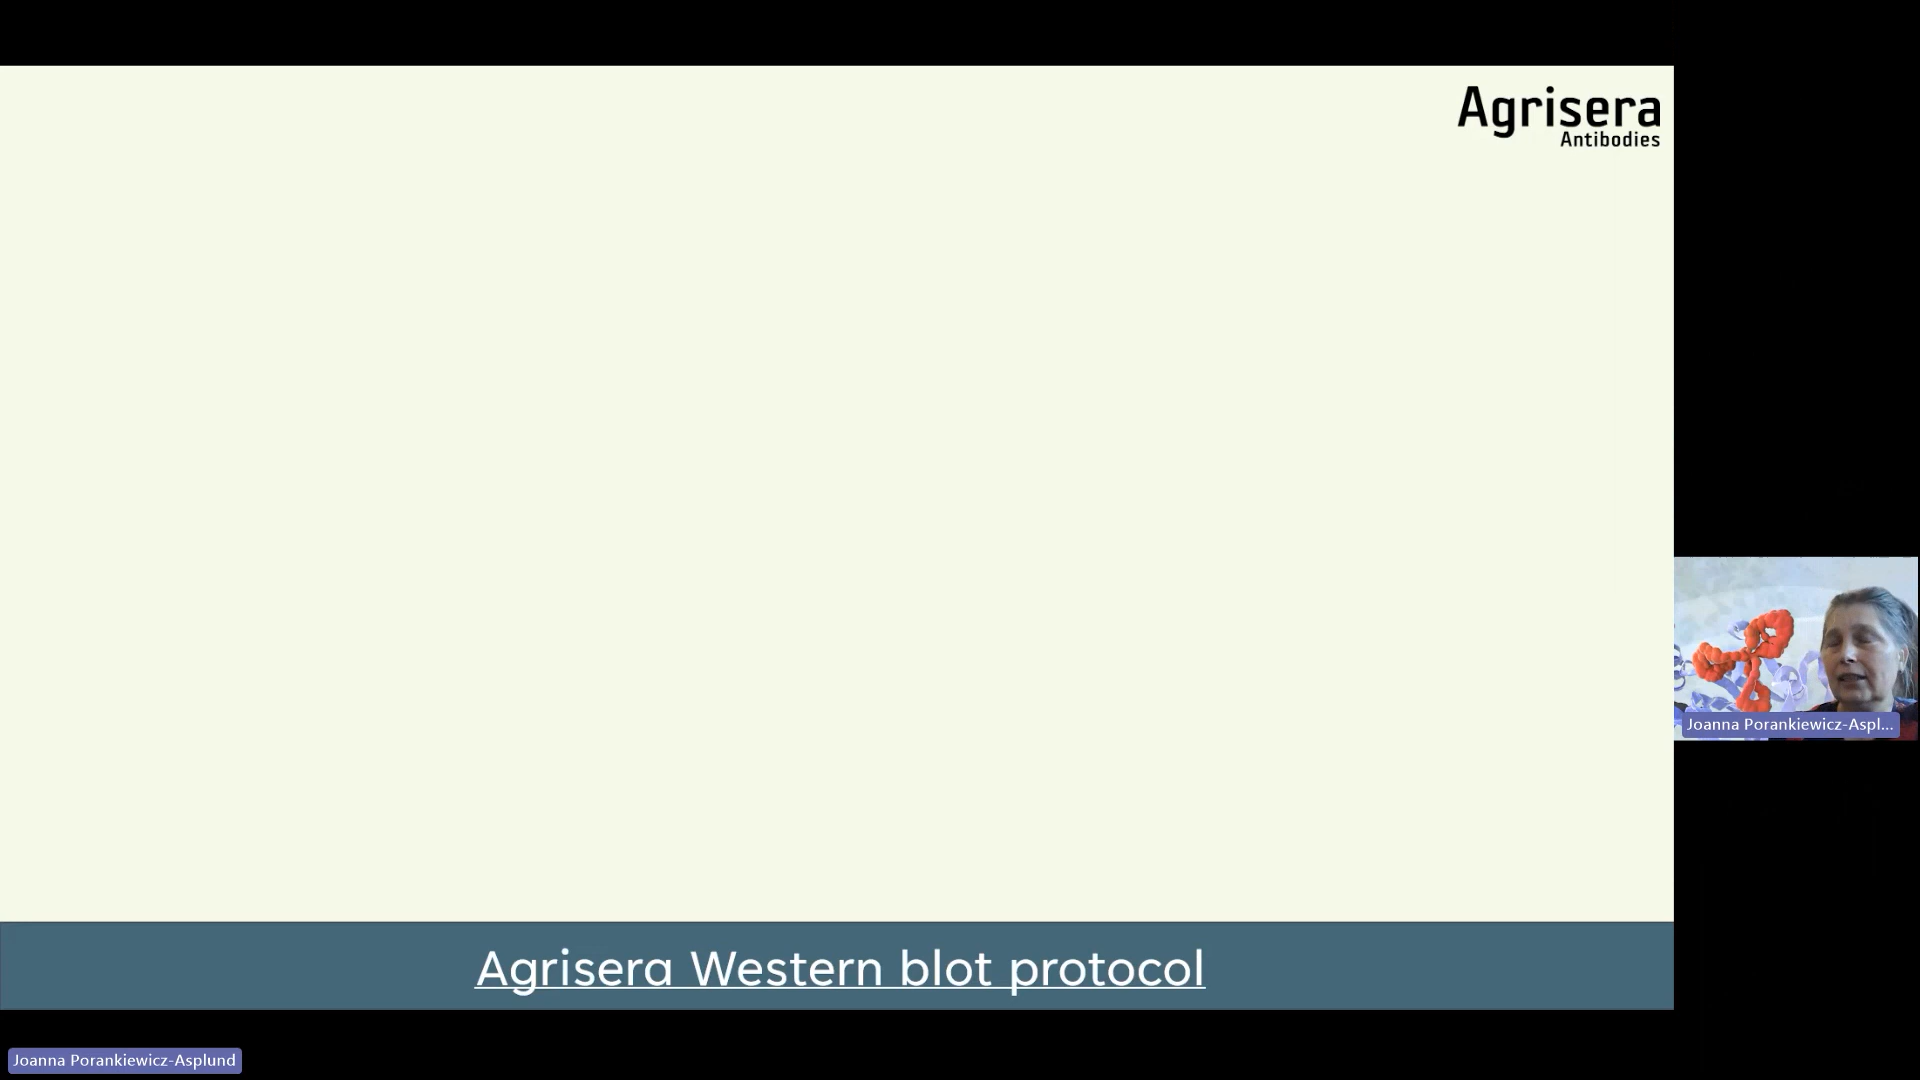 Agrisera
Antibodies
Joanna Porankiewicz-Aspl...
Agrisera Western blot protocol
Joanna Porankiewicz-Asplund